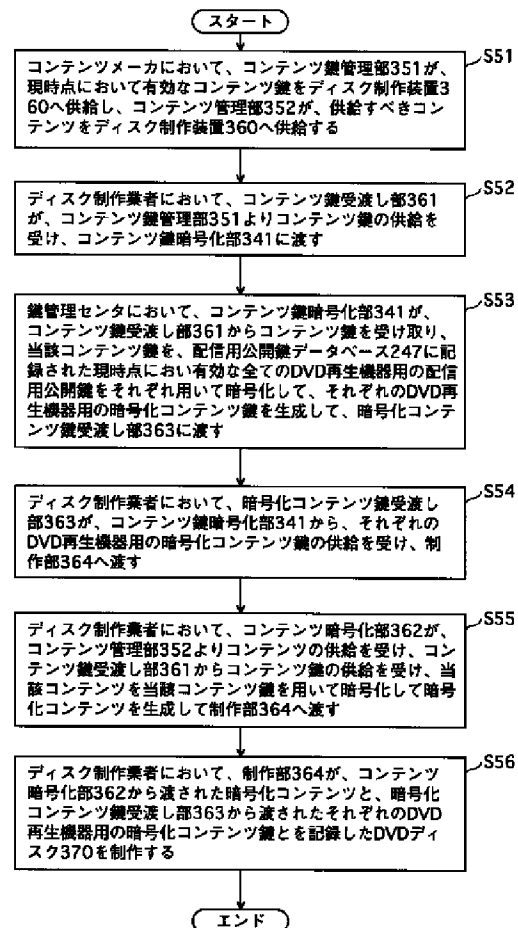 スタート
S51
コンテンツメーカにおいて、コンテンツ鍵管理部351が、
現時点において有効なコンテンツ鍵をディスク制作装置3
60へ供給し、コンテンツ管理部352が、供給すべきコン
テンツをディスク制作装置360へ供給する
S52
ディスク制作業者において、コンテンツ鍵受渡し部361
が、コンテンツ鍵管理部351よりコンテンツ鍵の供給を
受け、コンテンツ鍵暗号化部341に渡す
S53
鍵管理センタにおいて、コンテンツ鍵暗号化部341が、
コンテンツ鍵受渡し部361からコンテンツ鍵を受け取り、
当該コンテンツ鍵を、配信用公開鍵データベース247に記
録された現時点におい有効な全てのDVD再生機器用の配信
用公開鍵をそれぞれ用いて暗号化して、それぞれのDVD再
生機器用の暗号化コンテンツ鍵を生成して、暗号化コンテ
ンツ鍵受渡し部363に渡す
S54
ディスク制作業者において、暗号化コンテンツ鍵受渡し
部363が、コンテンツ鍵暗号化部341から、それぞれの
DVD再生機器用の暗号化コンテンツ鍵の供給を受け、制
作部364へ渡す
S55
ディスク制作業者において、コンテンツ暗号化部362が、
コンテンツ管理部352よりコンテンツの供給を受け、コン
テンツ鍵受渡し部361からコンテンツ鍵の供給を受け、当
該コンテンツを当該コンテンツ鍵を用いて暗号化して暗号
化コンテンツを生成して制作部364へ渡す
S56
ディスク制作業者において、制作部364が、コンテンツ
暗号化部362から渡された暗号化コンテンツと、暗号化
コンテンツ鍵受渡し部363から渡されたそれぞれのDVD
再生機器用の暗号化コンテンツ鍵とを記録したDVDディ
スク370を制作する
エンド